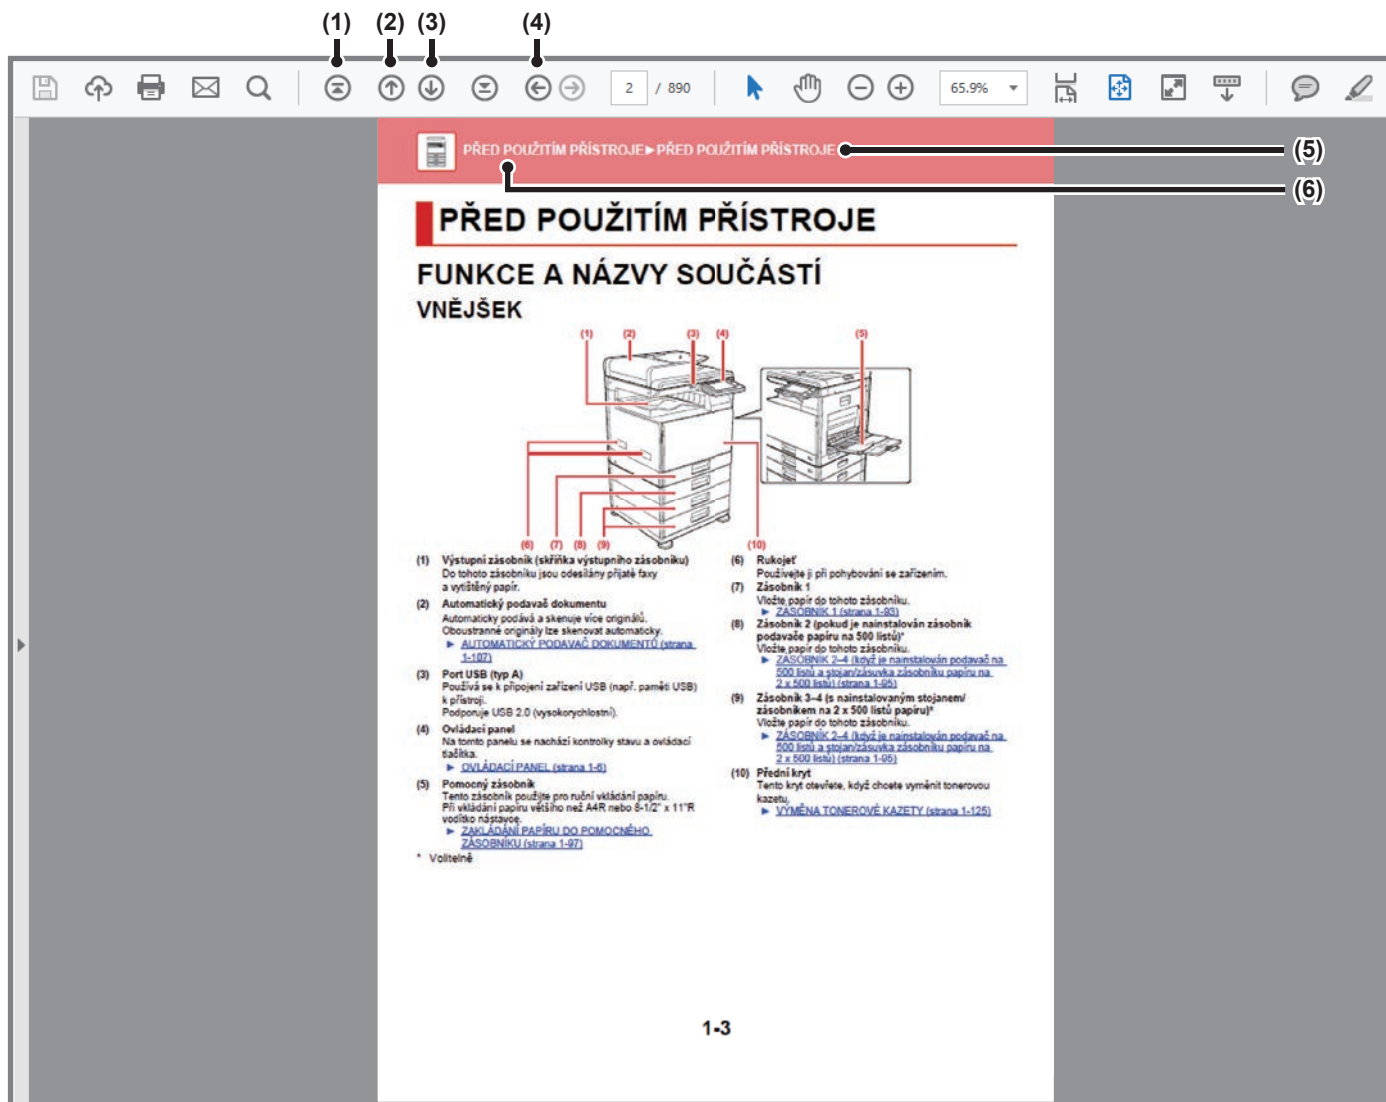 (1) (2) (3) (4)
2 / 890 65.9%
PŘED POUŽITÍM PŘÍSTROJE►PŘED POUŽITÍM PŘÍSTROJE (5)
(6)
PŘED POUŽITÍM PŘÍSTROJE
FUNKCE A NÁZVY SOUČÁSTÍ
VNĚJŠEK
(1) (2) (3) (4) (5)
(6) (7) (8) (9) (10)
(1) Výstupní zásobník (skříňka výstupního zásobníku)
Do tohoto zásobníku jsou odesílány přijaté faxy
a vytištěný papír.
(2) Automatický podavač dokumentu
Automaticky podává a skenuje více originálů.
Oboustranné originály lze skenovat automaticky.
► AUTOMATICKÝ PODAVAČ DOKUMENTŮ (strana
1-107)
(3) Port USB (typ A)
Používá se k připojení zařízení USB (např. paměti USB)
k přístroji.
Podporuje USB 2.0 (vysokorychlostní).
(4) Ovládací panel
Na tomto panelu se nachází kontrolky stavu a ovládací
tlačítka.
► OVLÁDACÍ PANEL (strana 1-6)
(5) Pomocný zásobník
Tento zásobník použijte pro ruční vkládání papíru.
Při vkládání papíru většího než A4R nebo 8-1/2" x 11"R
vodítko nástavce.
► ZAKLÁDÁNÍ PAPÍRU DO POMOCNÉHO
ZÁSOBNÍKU (strana 1-97)
* Volitelně
(6) Rukojeť
Používejte ji při pohybování se zařízením.
(7) Zásobník 1
Vložte papír do tohoto zásobníku.
► ZÁSOBNÍK 1 (strana 1-93)
(8) Zásobník 2 (pokud je nainstalován zásobník
podavače papíru na 500 listů)*
Vložte papír do tohoto zásobníku.
► ZÁSOBNÍK 2–4 (když je nainstalován podavač na
500 listů a stojan/zásuvka zásobníku papíru na
2 x 500 listů) (strana 1-95)
(9) Zásobník 3–4 (s nainstalovaným stojanem/
zásobníkem na 2 x 500 listů papíru)*
Vložte papír do tohoto zásobníku.
► ZÁSOBNÍK 2–4 (když je nainstalován podavač na
500 listů a stojan/zásuvka zásobníku papíru na
2 x 500 listů) (strana 1-95)
(10) Přední kryt
Tento kryt otevřete, když chcete vyměnit tonerovou
kazetu.
► VÝMĚNA TONEROVÉ KAZETY (strana 1-125)
1-3